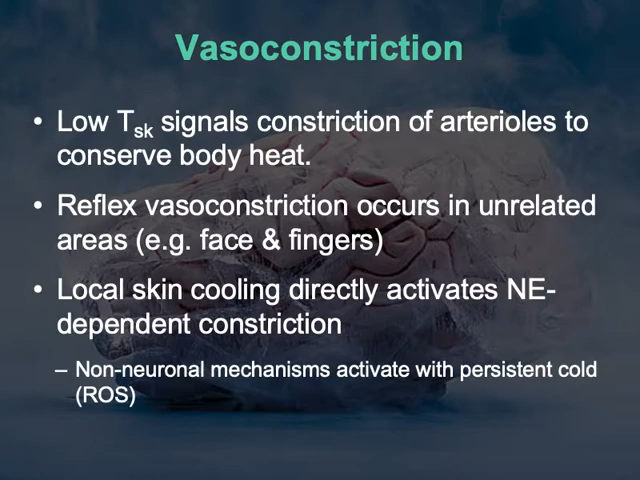 Vasoconstriction
• Low Tsk signals constriction of arterioles to
conserve body heat.
• Reflex vasoconstriction occurs in unrelated
areas (e.g. face & fingers)
• Local skin cooling directly activates NE-
dependent constriction
– Non-neuronal mechanisms activate with persistent cold
(ROS)